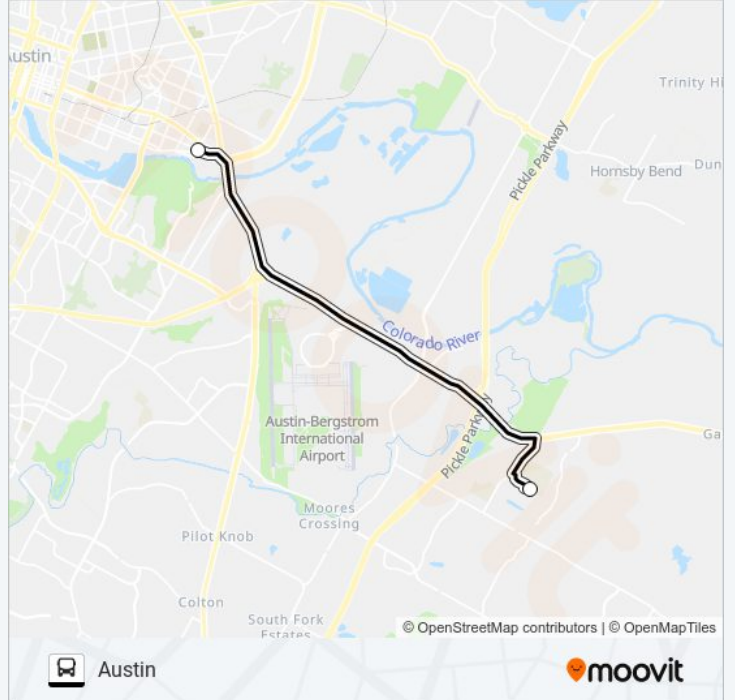 ustin
Trinity Hi
Pickle Parkway
Hornsby Bend
Dun
Colorado River
Austin-Bergstrom
International
Airport
Pickle Parkway
Ga
Moores
Crossing
Pilot Knob
Colton
South Fork
Estates
© OpenStreetMap contributors | © OpenMapTiles
Austin
moovit